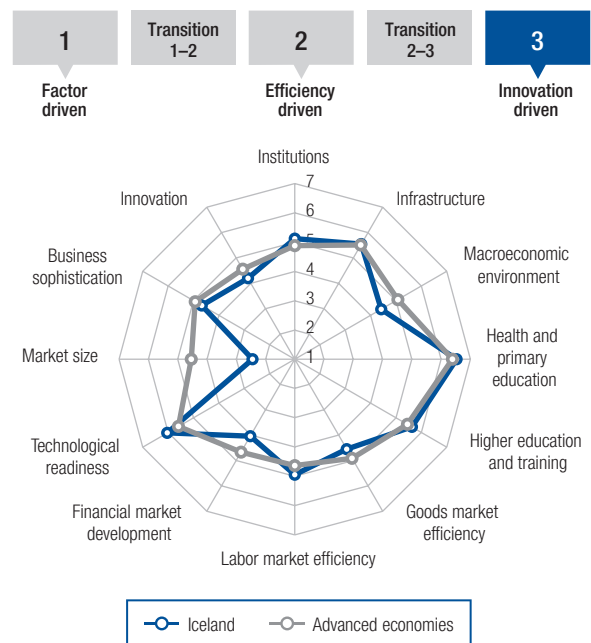 1
Transition
1–2
2
Transition
2–3
3
Factor
driven
Efficiency
driven
Innovation
driven
Institutions
7
Innovation
6
Infrastructure
5
Business
sophistication
4
Macroeconomic
environment
3
2
Market size
1
Health and
primary
education
Technological
readiness
Higher education
and training
Financial market
development
Goods market
efficiency
Labor market efficiency
Iceland
Advanced economies